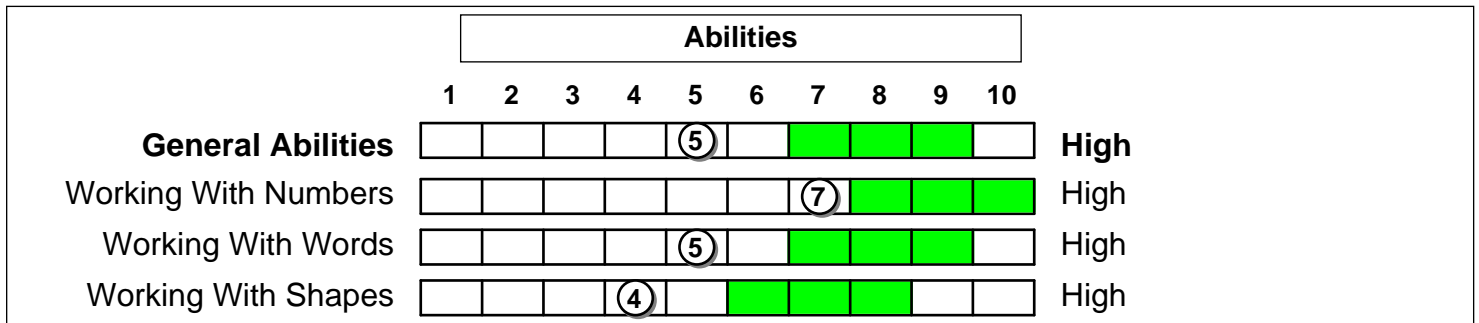 Abilities
1 2 3 4 5 6 7 8 9 10
General Abilities 5 High
Working With Numbers 7 High
Working With Words 5 High
Working With Shapes 4 High